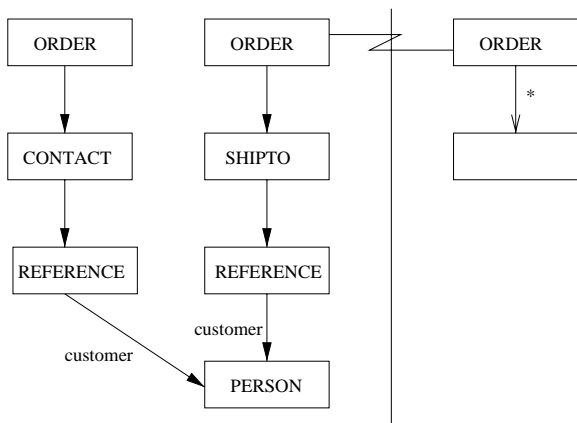 ORDER
ORDER
ORDER
*
CONTACT
SHIPTO
REFERENCE
REFERENCE
customer
customer
PERSON